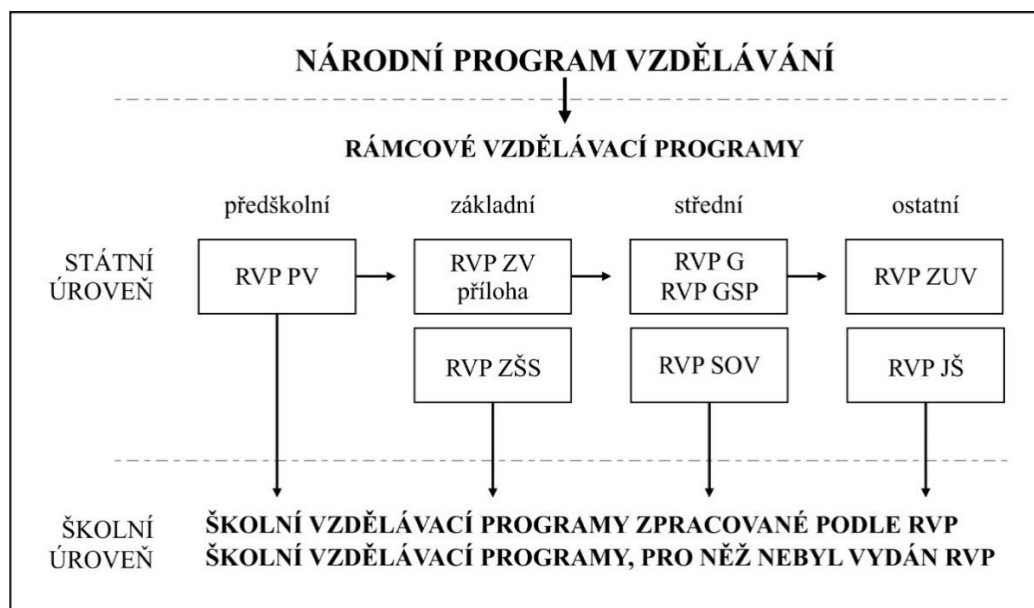 NÁRODNÍ PROGRAM VZDĚLÁVÁNÍ
RÁMCOVÉ VZDĚLÁVACÍ PROGRAMY
předškolní
základní
střední
ostatní
STÁTNÍ
ÚROVEŇ
RVP PV
RVP ZV
příloha
RVP G
RVP GSP
RVP ZUV
RVP ZŠS
RVP SOV
RVP JŠ
ŠKOLNÍ
ÚROVEŇ
ŠKOLNÍ VZDĚLÁVACÍ PROGRAMY ZPRACOVANÉ PODLE RVP
ŠKOLNÍ VZDĚLÁVACÍ PROGRAMY, PRO NĚŽ NEBYL VYDÁN RVP